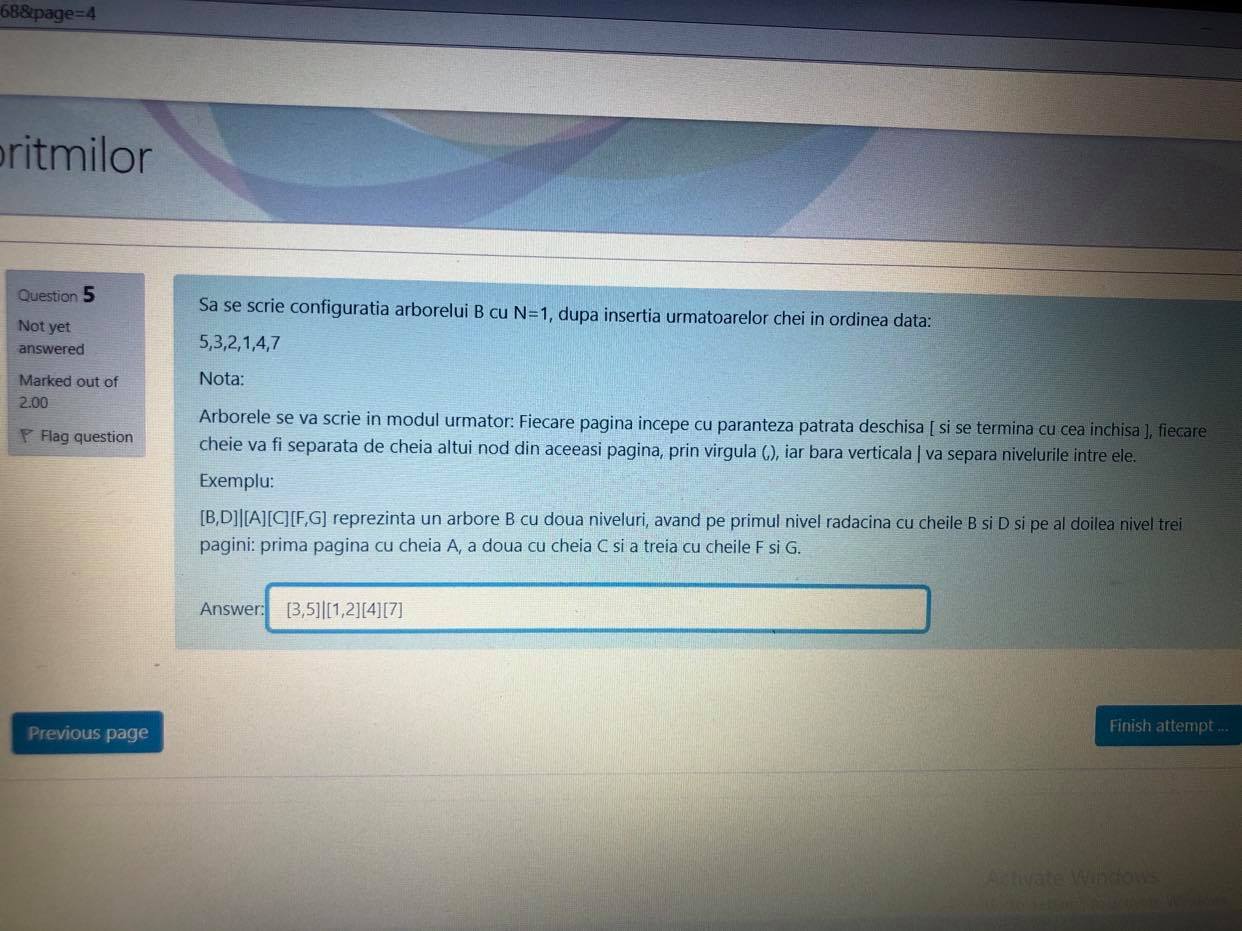 68&page=4
oritmilor
Question 5
Not yet
answered
Marked out of
2.00
Flag question
Sa se scrie configuratia arborelui B cu N=1, dupa insertia urmatoarelor chei in ordinea data:
5,3,2,1,4,7
Nota:
Arborele se va scrie in modul urmator: Fiecare pagina incepe cu paranteza patrata deschisa [ si se termina cu cea inchisa ], fiecare
cheie va fi separata de cheia altui nod din aceeasi pagina, prin virgula (,), iar bara verticala | va separa nivelurile intre ele.
Exemplu:
[B,D]|[A][C][F,G] reprezinta un arbore B cu doua niveluri, avand pe primul nivel radacina cu cheile B si D si pe al doilea nivel trei
pagini: prima pagina cu cheia A, a doua cu cheia C si a treia cu cheile F si G.
Answer: [3,5]|[1,2][4][7]
Previous page
Finish attempt ...
Activate Windows